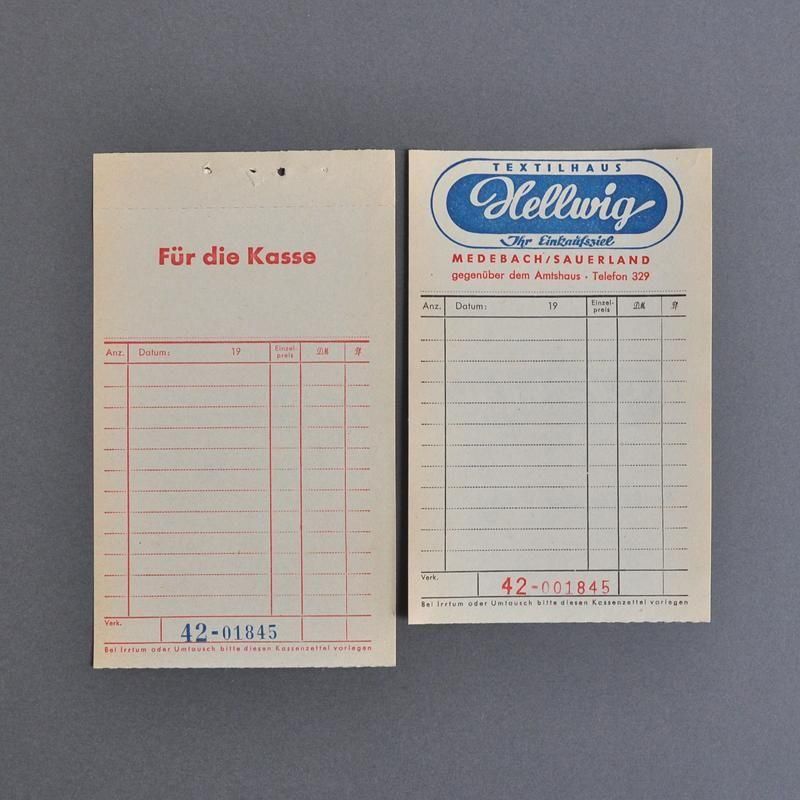 Für die Kasse
Anz. Datum: 19 Einzel-preis DM Pf
Verk.
42-01845
Bei Irrtum oder Umtausch bitte diesen Kassenzettel vorlegen
TEXTILHAUS
Hellwig
Ihr Einkaufsziel
MEDEBACH/SAUERLAND
gegenüber dem Amtshaus · Telefon 329
Anz. Datum: 19 Einzel-preis DM Pf
Verk.
42-001845
Bei Irrtum oder Umtausch bitte diesen Kassenzettel vorlegen